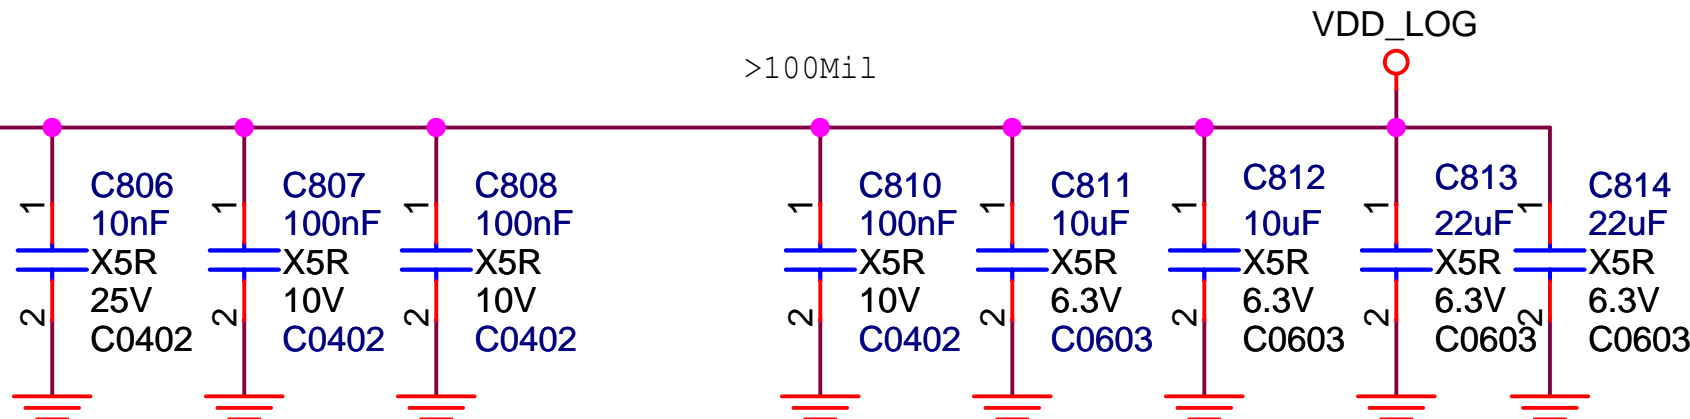 VDD_LOG
>100Mil
C806
10nF
X5R
25V
C0402
1
2
C807
100nF
X5R
10V
C0402
1
2
C808
100nF
X5R
10V
C0402
1
2
C810
100nF
X5R
10V
C0402
1
2
C811
10uF
X5R
6.3V
C0603
1
2
C812
10uF
X5R
6.3V
C0603
1
2
C813
22uF
X5R
6.3V
C0603
1
2
C814
22uF
X5R
6.3V
C0603
1
2